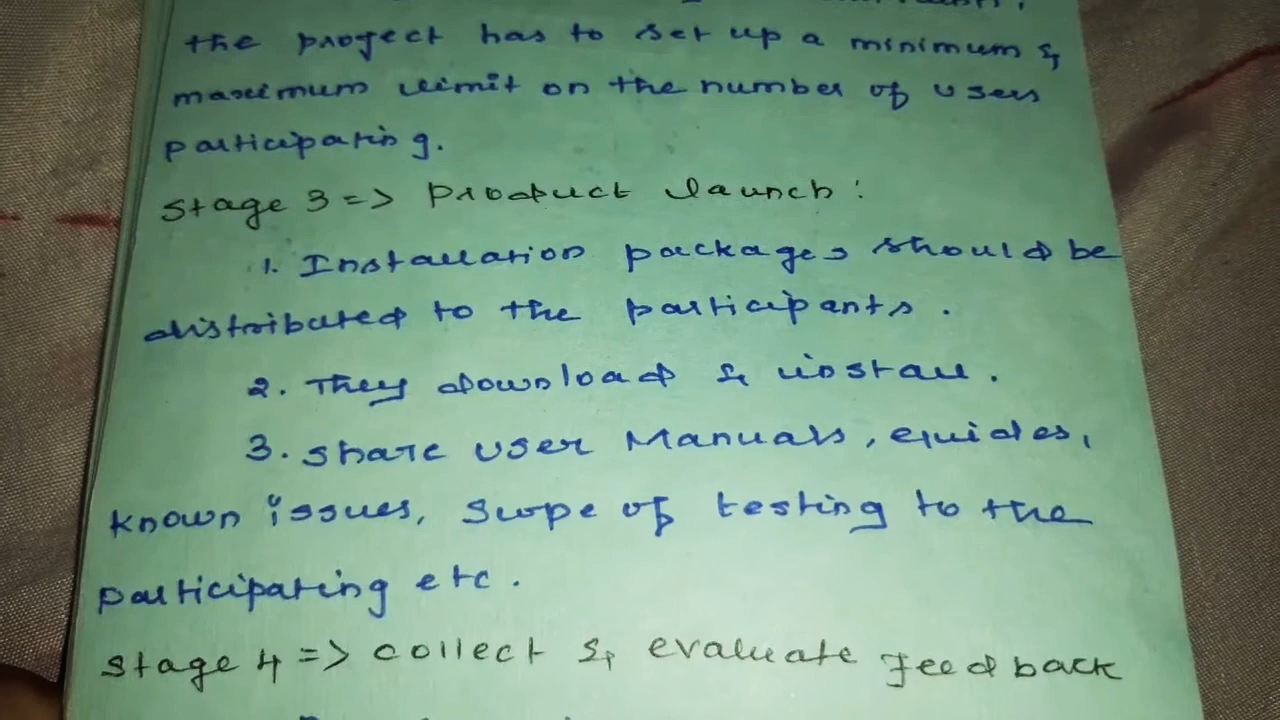 the project has to set up a minimum &
maximum limit on the number of users
participating.
Stage 3 => Product launch:
1. Installation packages should be
distributed to the participants.
2. They download & install.
3. Share user Manuals, guides,
known issues, Scope of testing to the
participating etc.
Stage 4 => collect & evaluate feedback